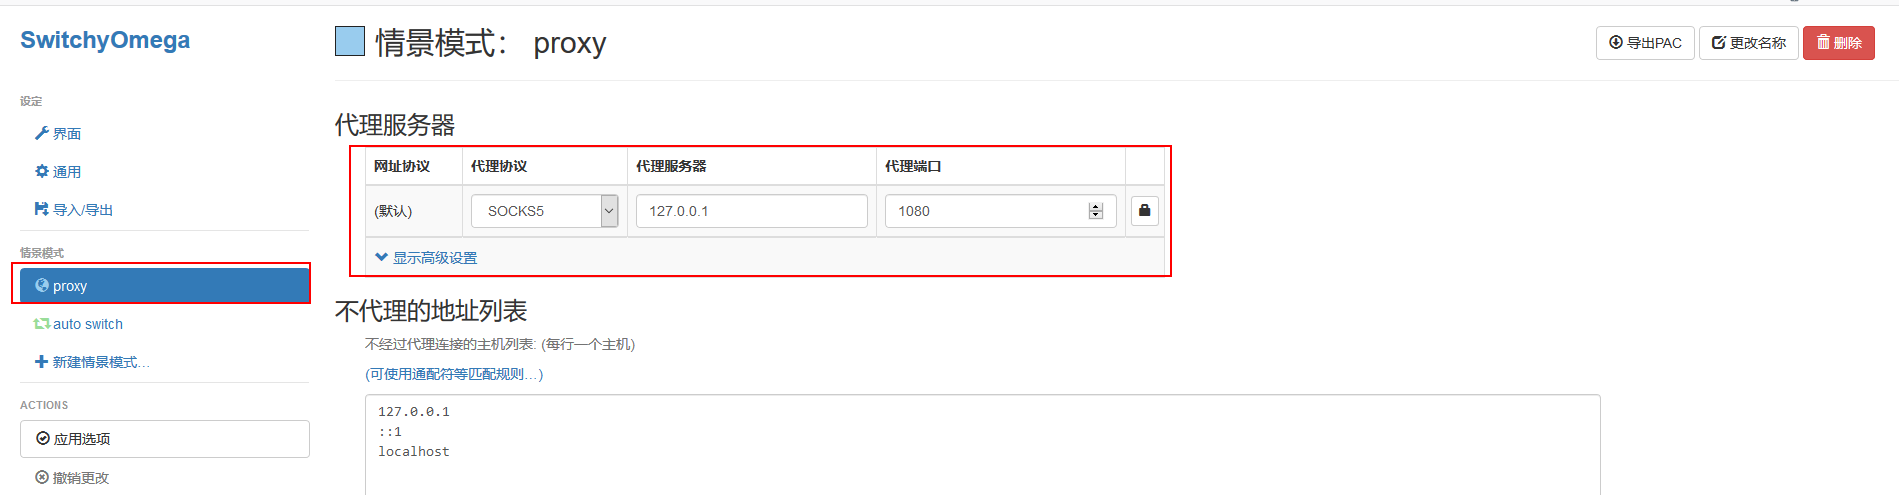 SwitchyOmega
设定
界面
通用
导入/导出
情景模式
proxy
auto switch
新建情景模式...
ACTIONS
应用选项
撤销更改
情景模式： proxy
导出PAC
更改名称
删除
代理服务器
网址协议 代理协议 代理服务器 代理端口
(默认) SOCKS5 127.0.0.1 1080
显示高级设置
不代理的地址列表
不经过代理连接的主机列表: (每行一个主机)
(可使用通配符等匹配规则...)
127.0.0.1
::1
localhost